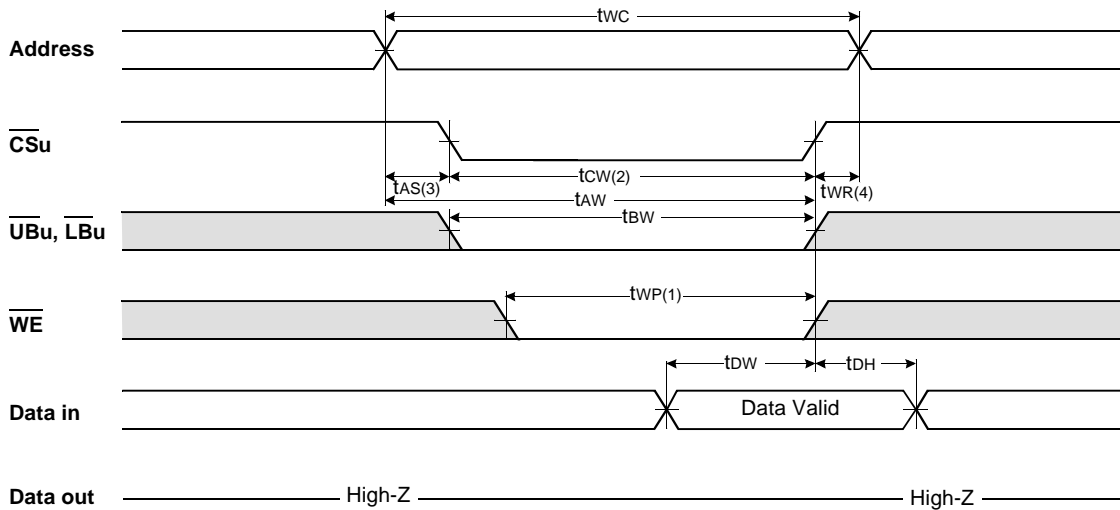 tWC
Address
CSu
tAS(3) tCW(2) tWR(4)
tAW
UBu, LBu tBW
WE tWP(1)
tDW tDH
Data in Data Valid
Data out High-Z High-Z